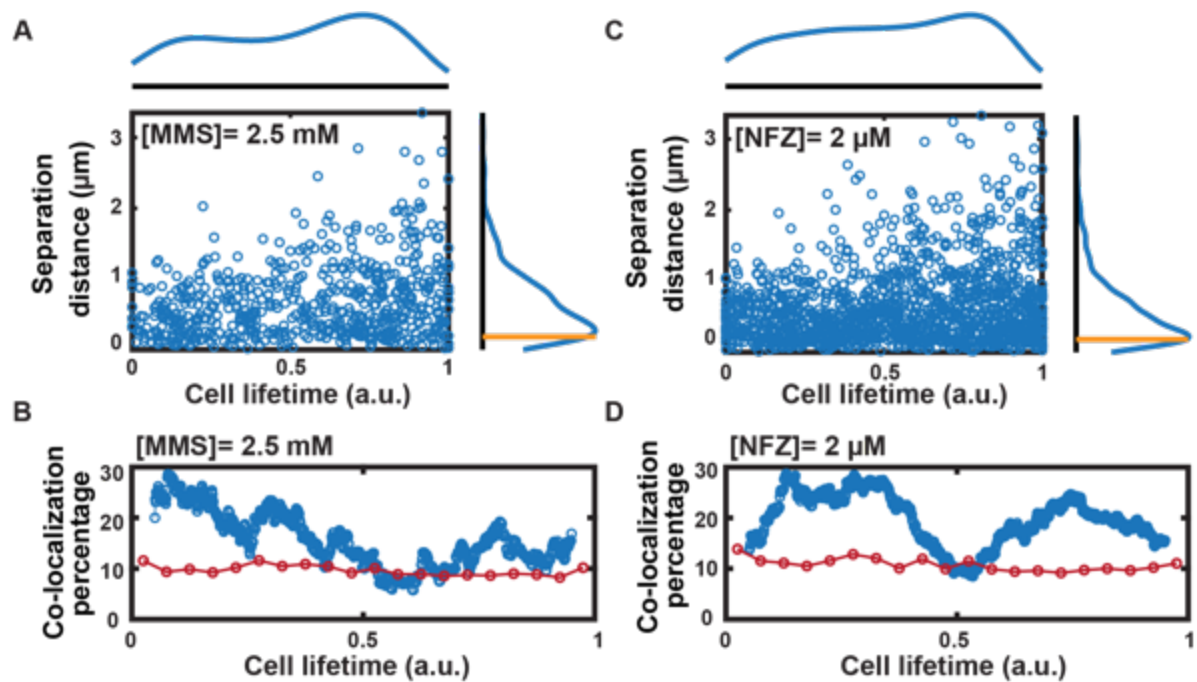 A
[MMS]= 2.5 mM
Separation
distance (µm)
3
2
1
0
0
0.5
1
Cell lifetime (a.u.)
C
[NFZ]= 2 µM
Separation
distance (µm)
3
2
1
0
0
0.5
1
Cell lifetime (a.u.)
B
[MMS]= 2.5 mM
Co-localization
percentage
30
20
10
0
0
0.5
1
Cell lifetime (a.u.)
D
[NFZ]= 2 µM
Co-localization
percentage
30
20
10
0
0
0.5
1
Cell lifetime (a.u.)